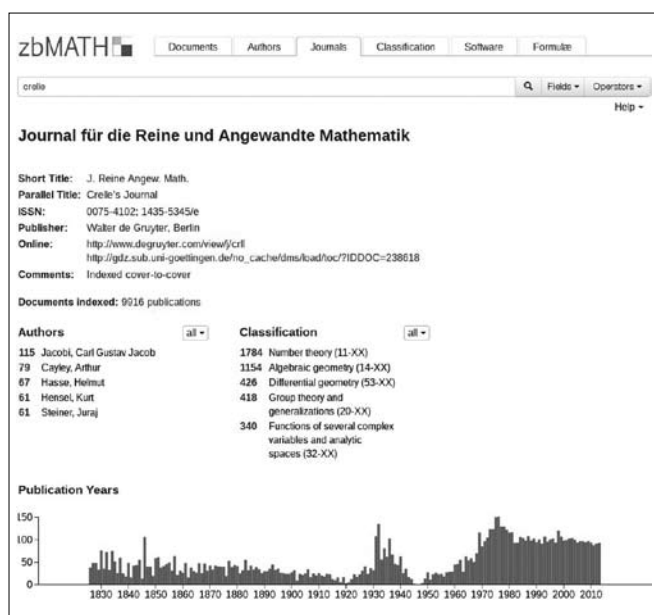 zbMATH
Documents Authors Journals Classification Software Formulæ
crelle Fields Operators
Help
Journal für die Reine und Angewandte Mathematik
Short Title: J. Reine Angew. Math.
Parallel Title: Crelle's Journal
ISSN: 0075-4102; 1435-5345/e
Publisher: Walter de Gruyter, Berlin
Online: http://www.degruyter.com/view/j/crll
http://gdz.sub.uni-goettingen.de/no_cache/dms/load/toc/?IDDOC=238618
Comments: Indexed cover-to-cover
Documents indexed: 9916 publications
Authors all
115 Jacobi, Carl Gustav Jacob
79 Cayley, Arthur
67 Hasse, Helmut
61 Hensel, Kurt
61 Steiner, Juraj
Classification all
1784 Number theory (11-XX)
1154 Algebraic geometry (14-XX)
426 Differential geometry (53-XX)
418 Group theory and
generalizations (20-XX)
340 Functions of several complex
variables and analytic
spaces (32-XX)
Publication Years
150
100
50
0
1830 1840 1850 1860 1870 1880 1890 1900 1910 1920 1930 1940 1950 1960 1970 1980 1990 2000 2010